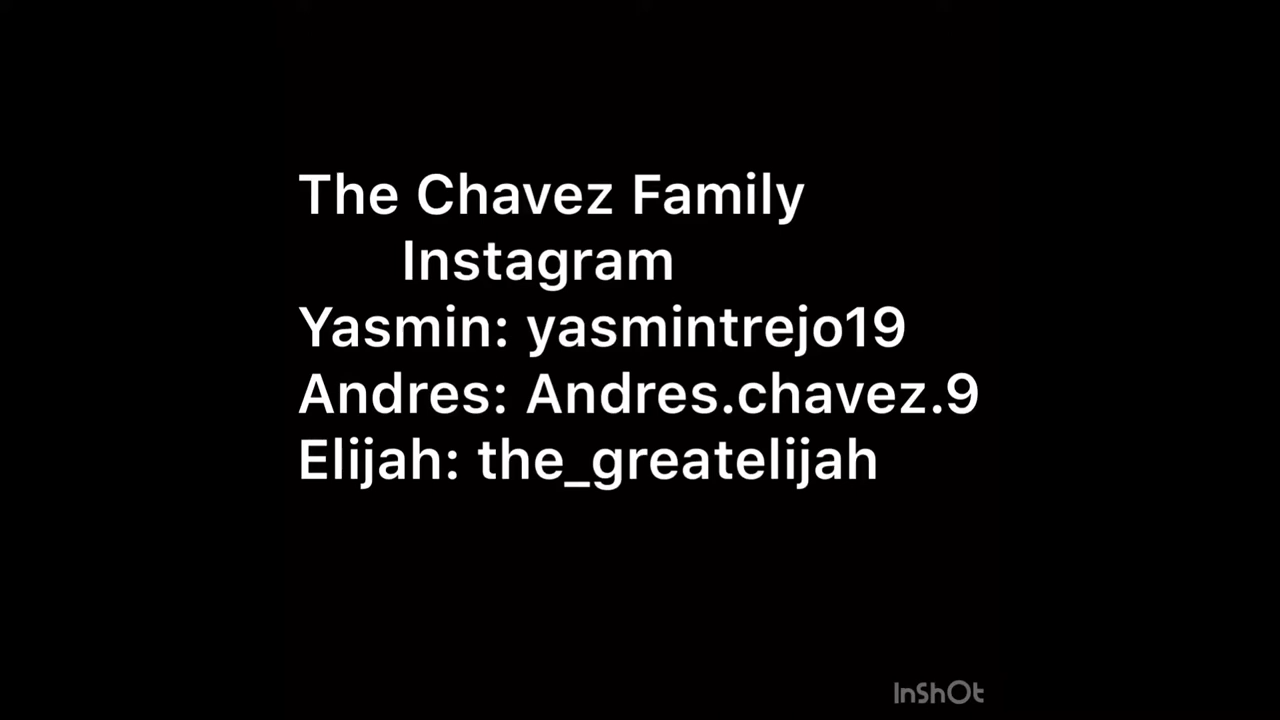 The Chavez Family
Instagram
Yasmin: yasmintrejo19
Andres: Andres.chavez.9
Elijah: the_greatelijah
InShOt